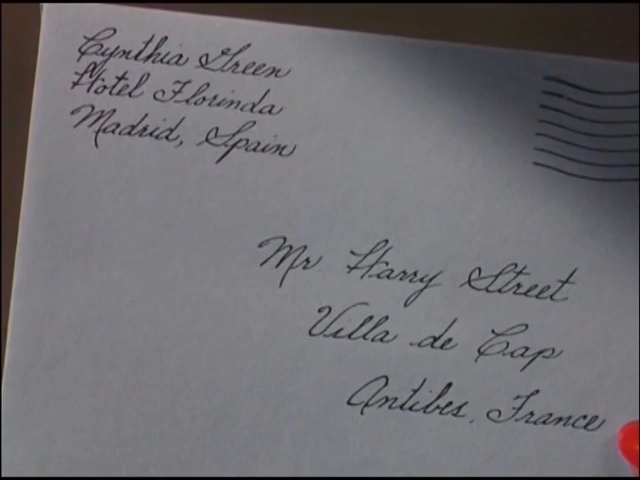 Cynthia Green
Hotel Florinda
Madrid, Spain
Mr. Harry Street
Villa de Cap
Antibes, France